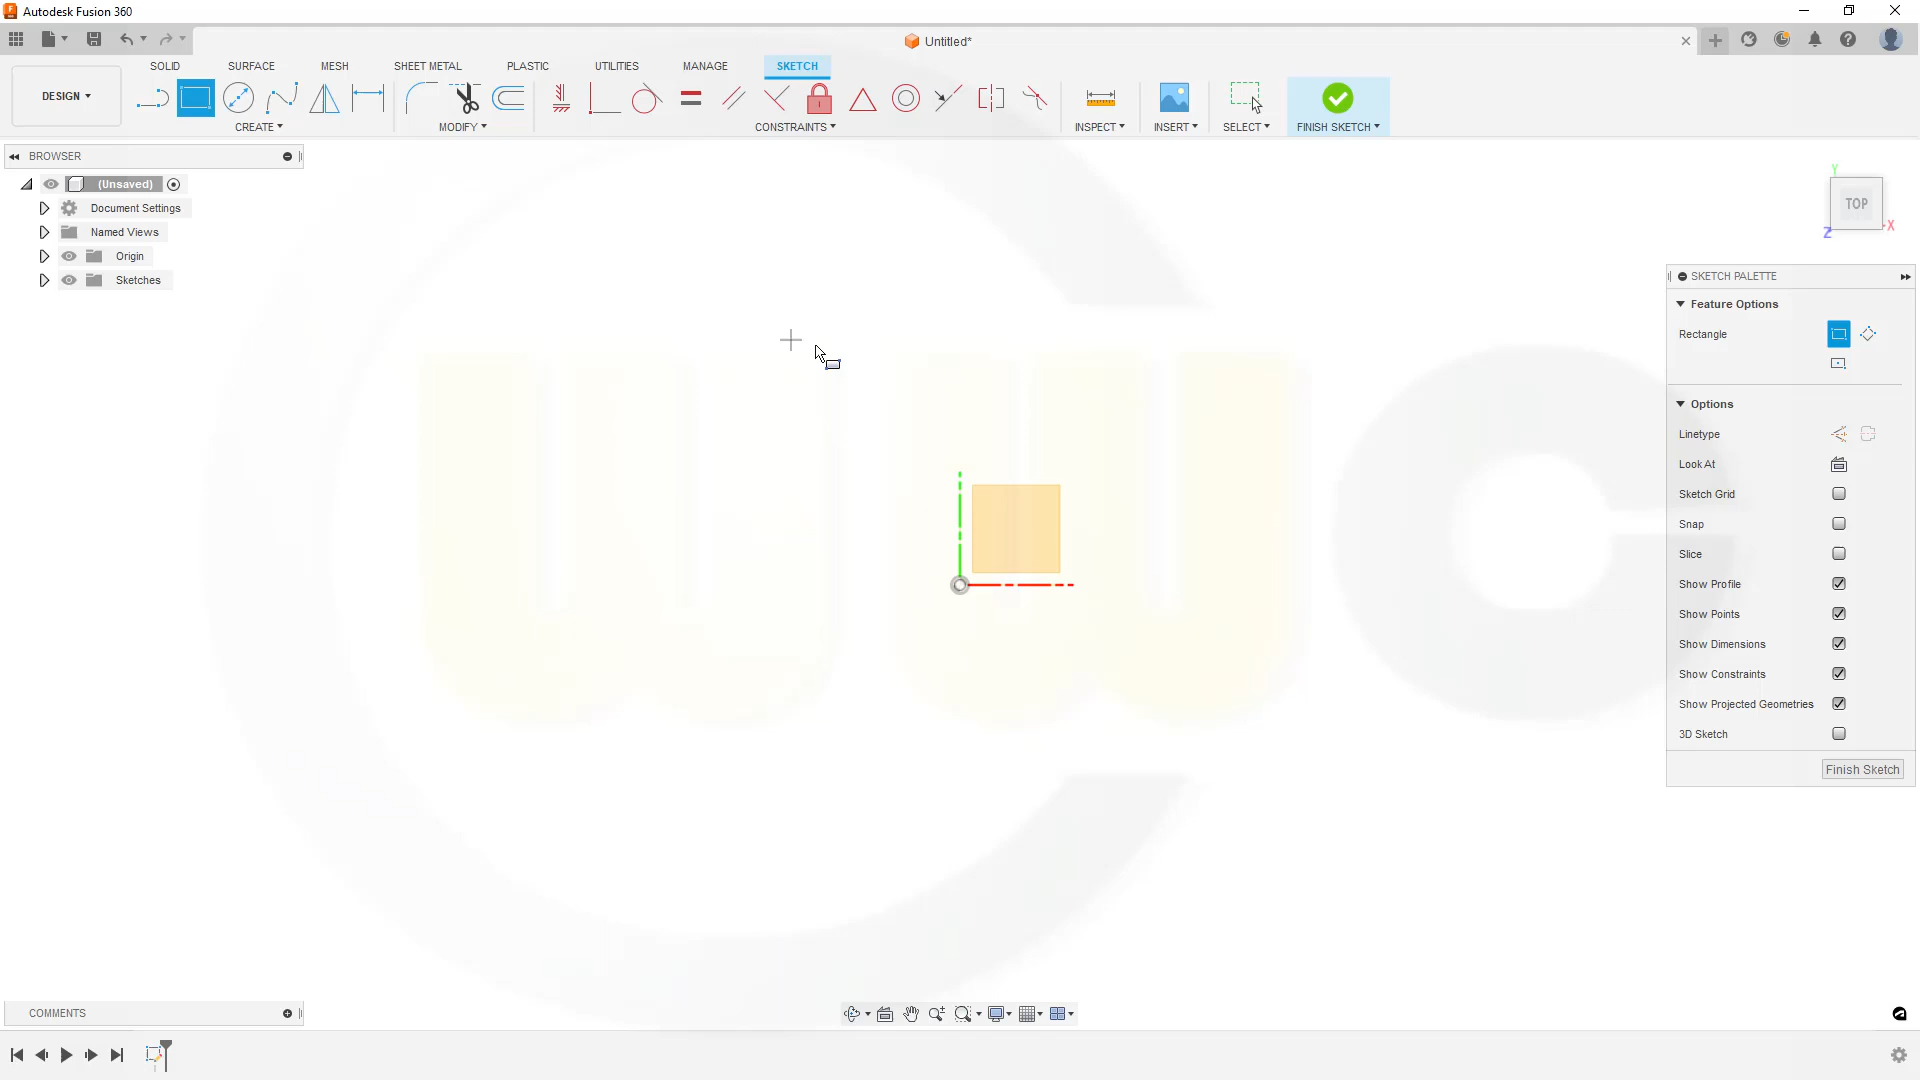 Autodesk Fusion 360
Untitled*
SOLID SURFACE MESH SHEET METAL PLASTIC UTILITIES MANAGE SKETCH
DESIGN
CREATE MODIFY CONSTRAINTS INSPECT INSERT SELECT FINISH SKETCH
BROWSER
(Unsaved)
Document Settings
Named Views
Origin
Sketches
Y
TOP
X
Z
SKETCH PALETTE
Feature Options
Rectangle
Options
Linetype
Look At
Sketch Grid
Snap
Slice
Show Profile
Show Points
Show Dimensions
Show Constraints
Show Projected Geometries
3D Sketch
Finish Sketch
COMMENTS